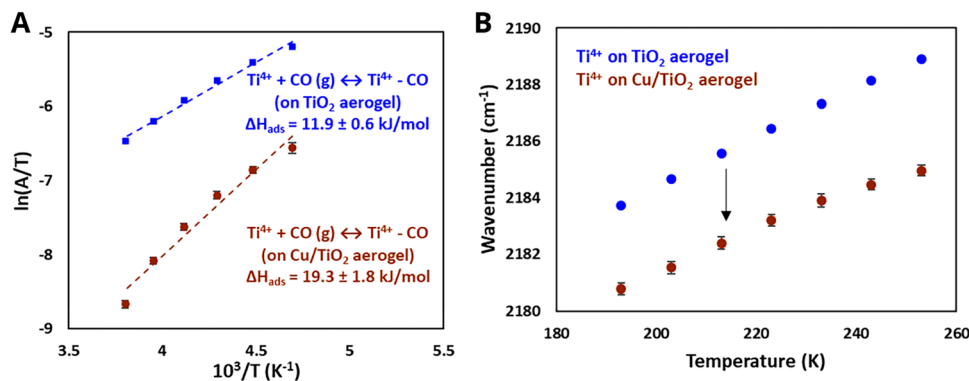 A
ln(A/T)
-5
-6
-7
-8
-9
3.5
4
4.5
5
5.5
10³/T (K⁻¹)
Ti⁴⁺ + CO (g) ↔ Ti⁴⁺ - CO
(on TiO₂ aerogel)
ΔHₐds = 11.9 ± 0.6 kJ/mol
Ti⁴⁺ + CO (g) ↔ Ti⁴⁺ - CO
(on Cu/TiO₂ aerogel)
ΔHₐds = 19.3 ± 1.8 kJ/mol
B
Wavenumber (cm⁻¹)
2190
2188
2186
2184
2182
2180
180
200
220
240
260
Temperature (K)
Ti⁴⁺ on TiO₂ aerogel
Ti⁴⁺ on Cu/TiO₂ aerogel